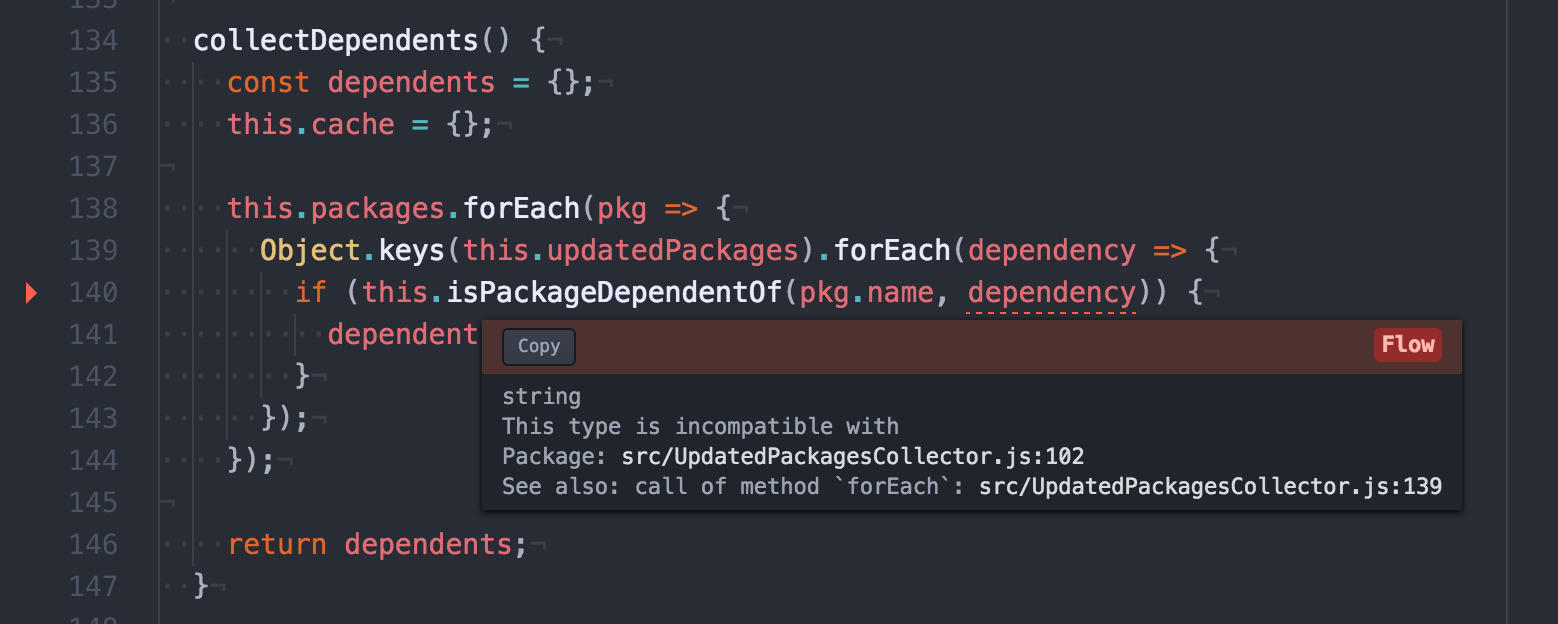 134 collectDependents() {¬
135 const dependents = {};¬
136 this.cache = {};¬
137 ¬
138 this.packages.forEach(pkg => {¬
139 Object.keys(this.updatedPackages).forEach(dependency => {¬
140 if (this.isPackageDependentOf(pkg.name, dependency)) {¬
141 dependent
Copy Flow
string
This type is incompatible with
Package: src/UpdatedPackagesCollector.js:102
See also: call of method `forEach`: src/UpdatedPackagesCollector.js:139
142 }¬
143 });¬
144 });¬
145 ¬
146 return dependents;¬
147 }¬